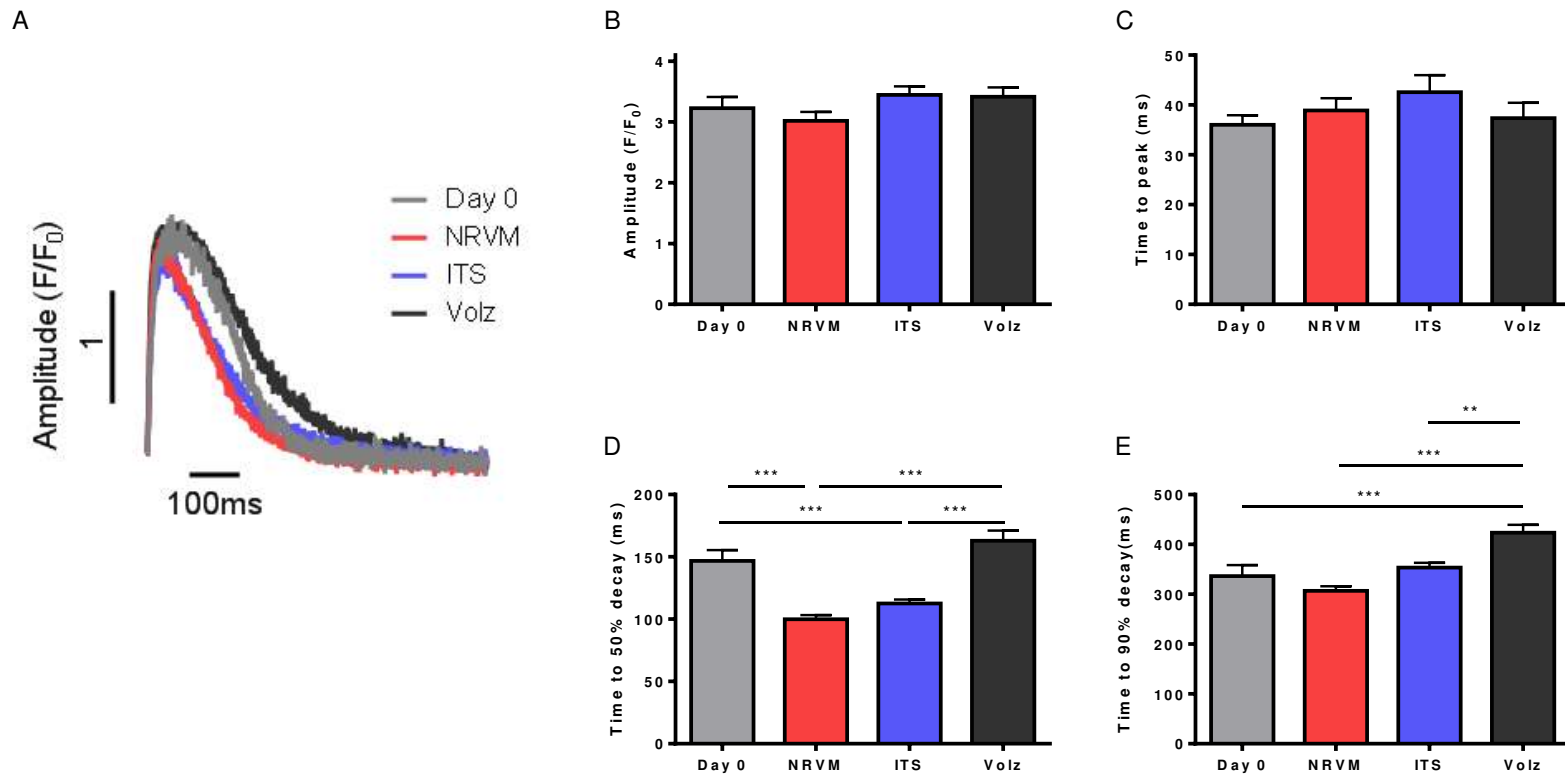 A
Amplitude (F/F0)
1
100ms
Day 0
NRVM
ITS
Volz
B
Amplitude (F/F0)
4
3
2
1
0
Day 0 NRVM ITS Volz
C
Time to peak (ms)
50
40
30
20
10
0
Day 0 NRVM ITS Volz
D
Time to 50% decay (ms)
200
150
100
50
0
*** ***
*** ***
Day 0 NRVM ITS Volz
E
Time to 90% decay(ms)
500
400
300
200
100
0
**
***
***
Day 0 NRVM ITS Volz